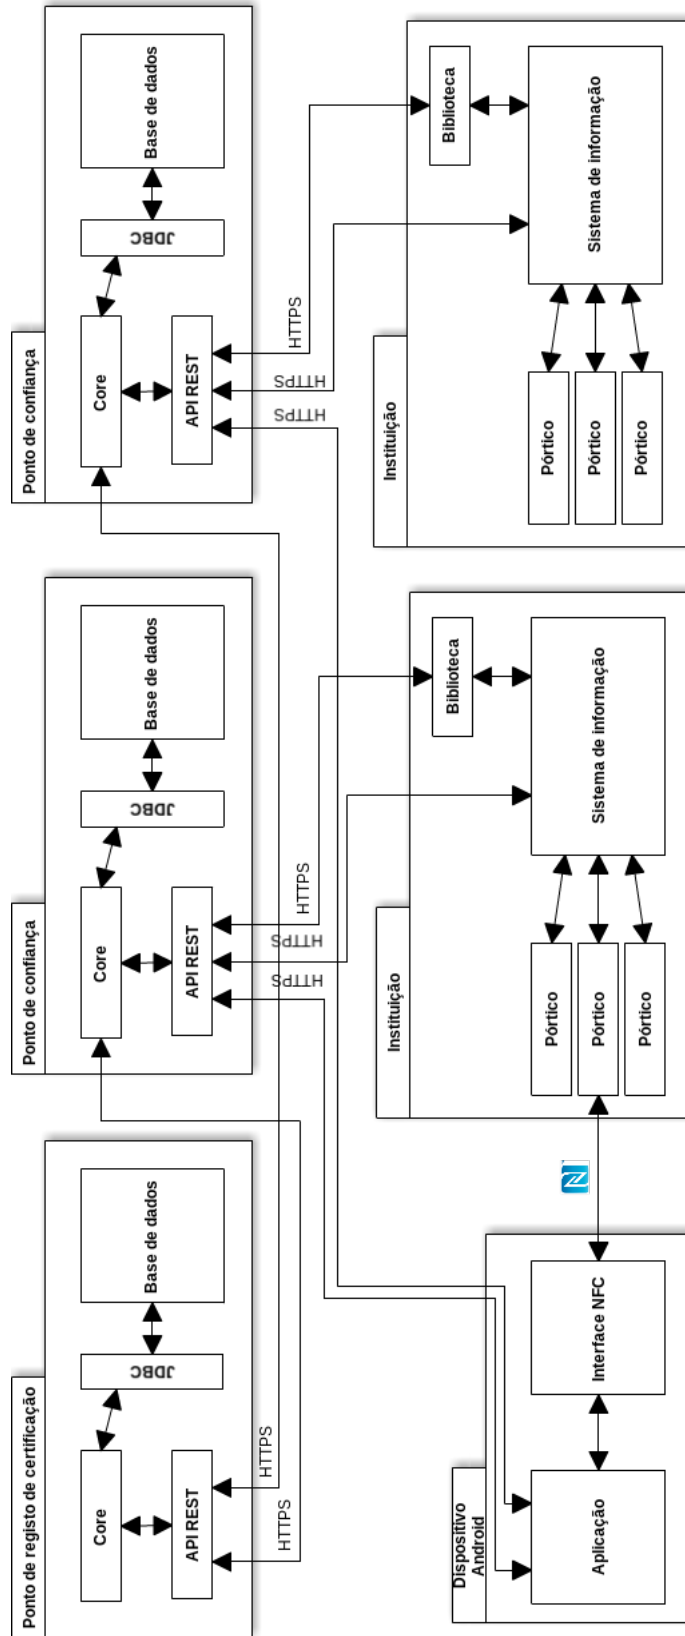 Ponto de registo de certificação
Core
API REST
JDBC
Base de dados
HTTPS
HTTPS
Ponto de confiança
Core
API REST
JDBC
Base de dados
HTTPS
HTTPS
HTTPS
Ponto de confiança
Core
API REST
JDBC
Base de dados
HTTPS
HTTPS
HTTPS
Dispositivo
Android
Aplicação
Interface NFC
Instituição
Pórtico
Pórtico
Pórtico
Biblioteca
Sistema de informação
Instituição
Pórtico
Pórtico
Pórtico
Biblioteca
Sistema de informação